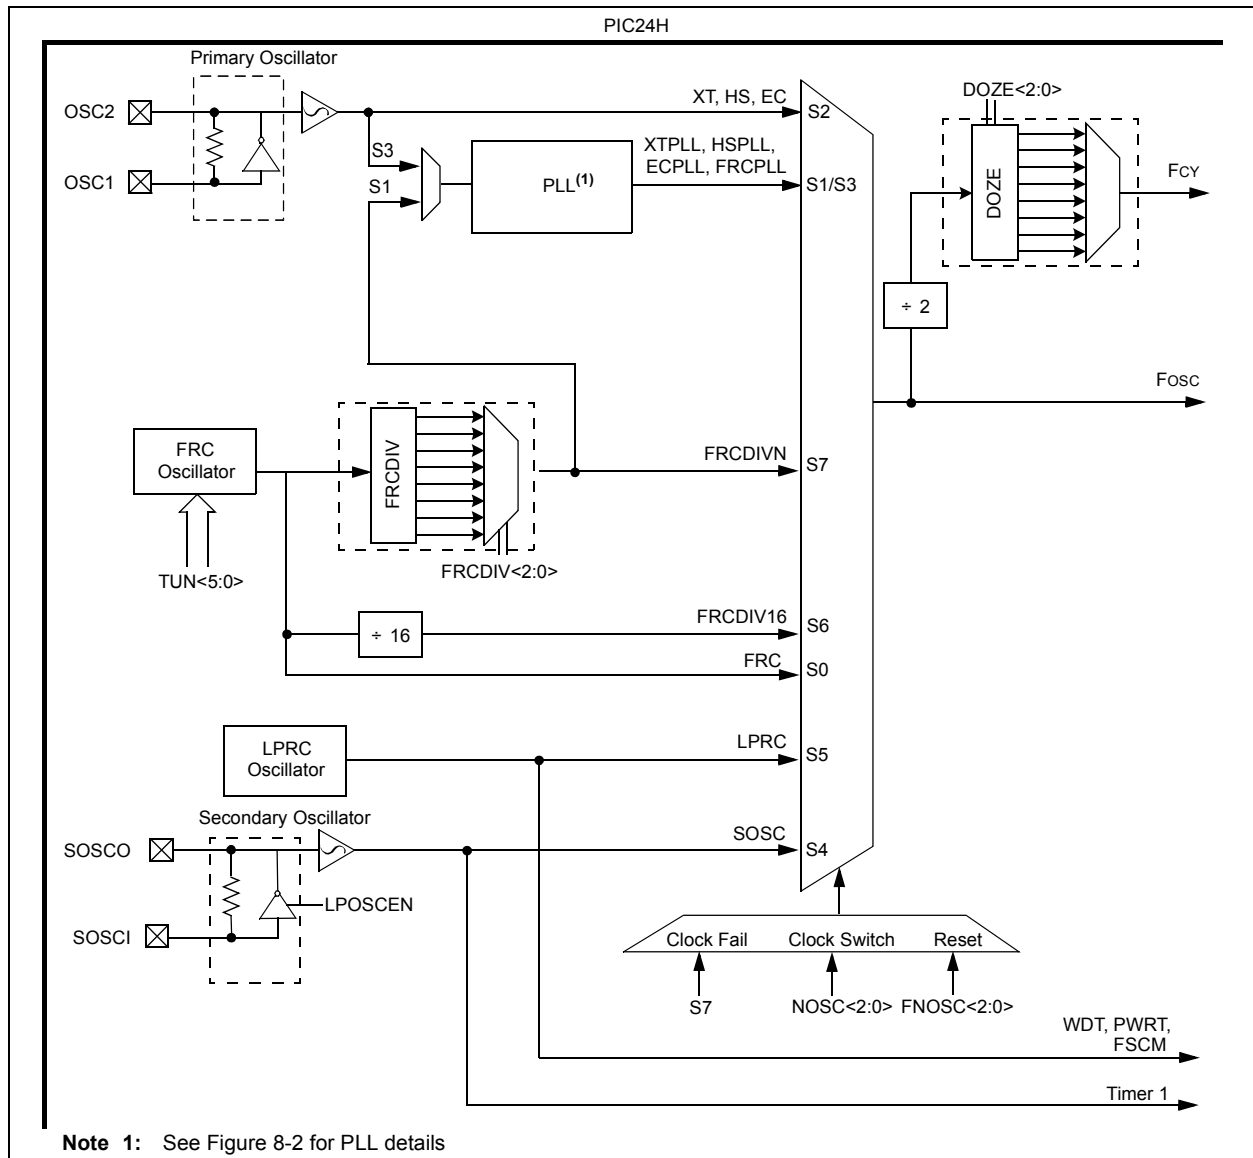 PIC24H
Primary Oscillator
OSC2
OSC1
S3
S1
PLL(1)
XT, HS, EC
XTPLL, HSPLL,
ECPLL, FRCPLL
S2
S1/S3
DOZE<2:0>
DOZE
FCY
÷ 2
FOSC
FRC
Oscillator
TUN<5:0>
FRCDIV
FRCDIV<2:0>
FRCDIVN
S7
÷ 16
FRCDIV16
S6
FRC
S0
LPRC
Oscillator
LPRC
S5
Secondary Oscillator
SOSCO
SOSCI
LPOSCEN
SOSC
S4
Clock Fail
Clock Switch
Reset
S7
NOSC<2:0>
FNOSC<2:0>
WDT, PWRT,
FSCM
Timer 1
Note 1: See Figure 8-2 for PLL details